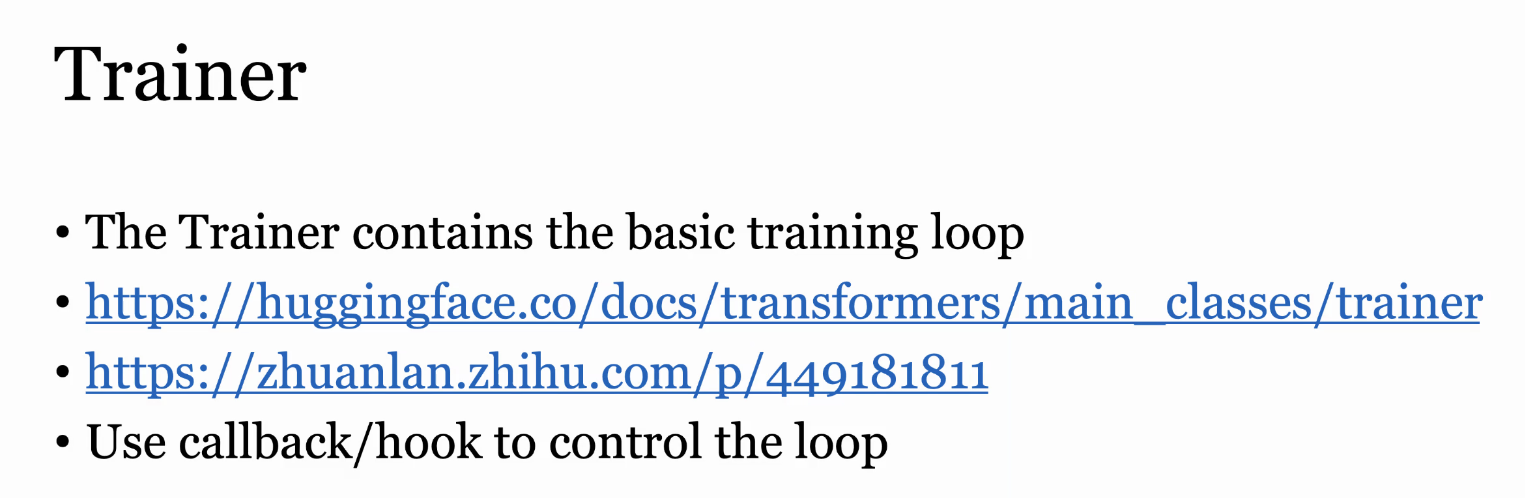 Trainer
• The Trainer contains the basic training loop
• https://huggingface.co/docs/transformers/main_classes/trainer
• https://zhuanlan.zhihu.com/p/449181811
• Use callback/hook to control the loop